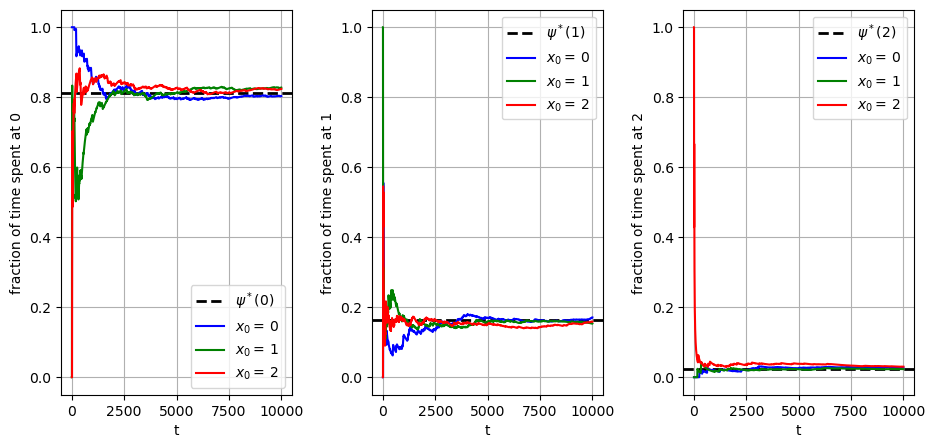 fraction of time spent at 0
1.0
0.8
0.6
0.4
0.2
0.0
0
2500
5000
7500
10000
t
ψ*(0)
x₀ = 0
x₀ = 1
x₀ = 2
fraction of time spent at 1
1.0
0.8
0.6
0.4
0.2
0.0
0
2500
5000
7500
10000
t
ψ*(1)
x₀ = 0
x₀ = 1
x₀ = 2
fraction of time spent at 2
1.0
0.8
0.6
0.4
0.2
0.0
0
2500
5000
7500
10000
t
ψ*(2)
x₀ = 0
x₀ = 1
x₀ = 2